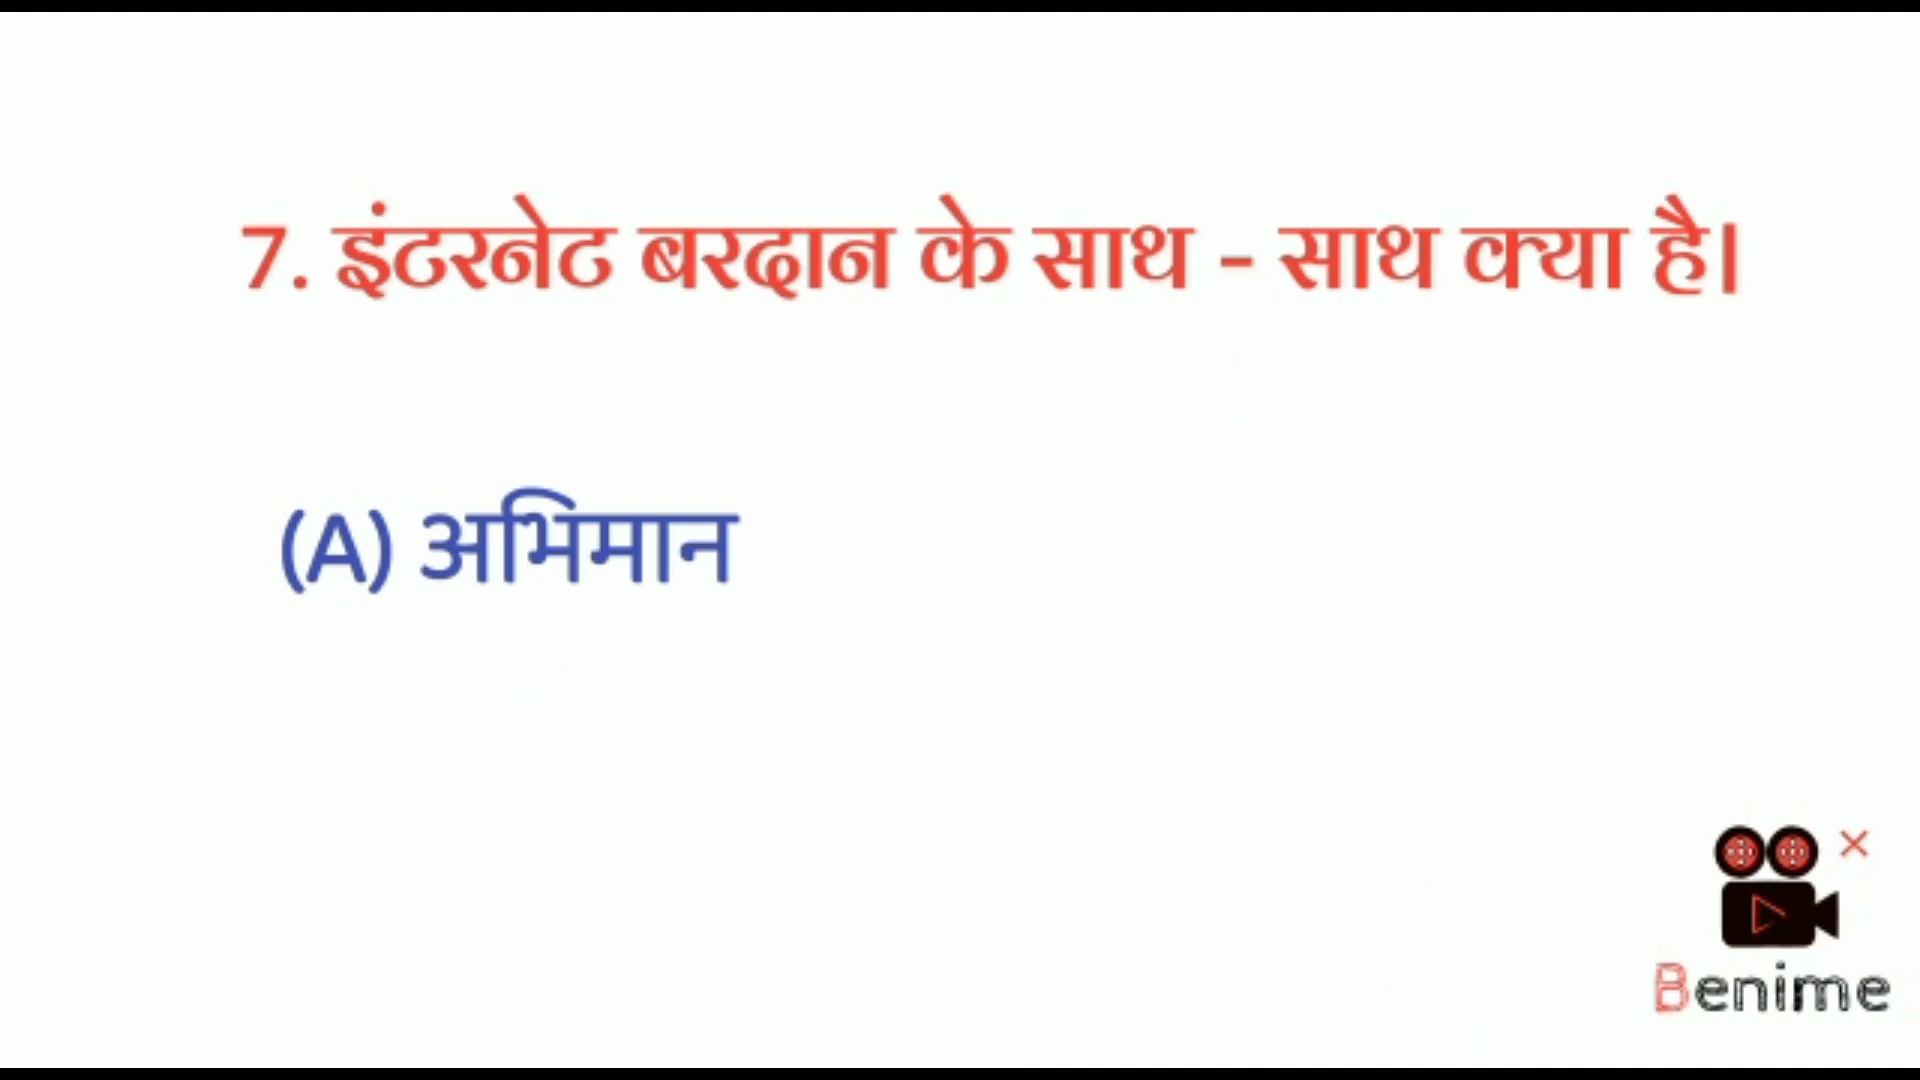 7. इंटरनेट बरदान के साथ - साथ क्या है।
(A) अभिमान
Benime